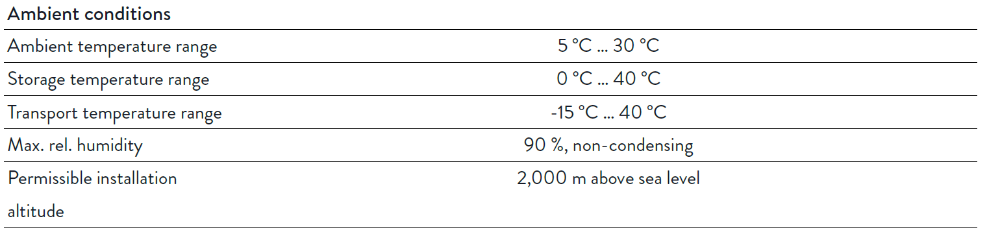 Ambient conditions
Ambient temperature range 5 °C ... 30 °C
Storage temperature range 0 °C ... 40 °C
Transport temperature range -15 °C ... 40 °C
Max. rel. humidity 90 %, non-condensing
Permissible installation 2,000 m above sea level
altitude